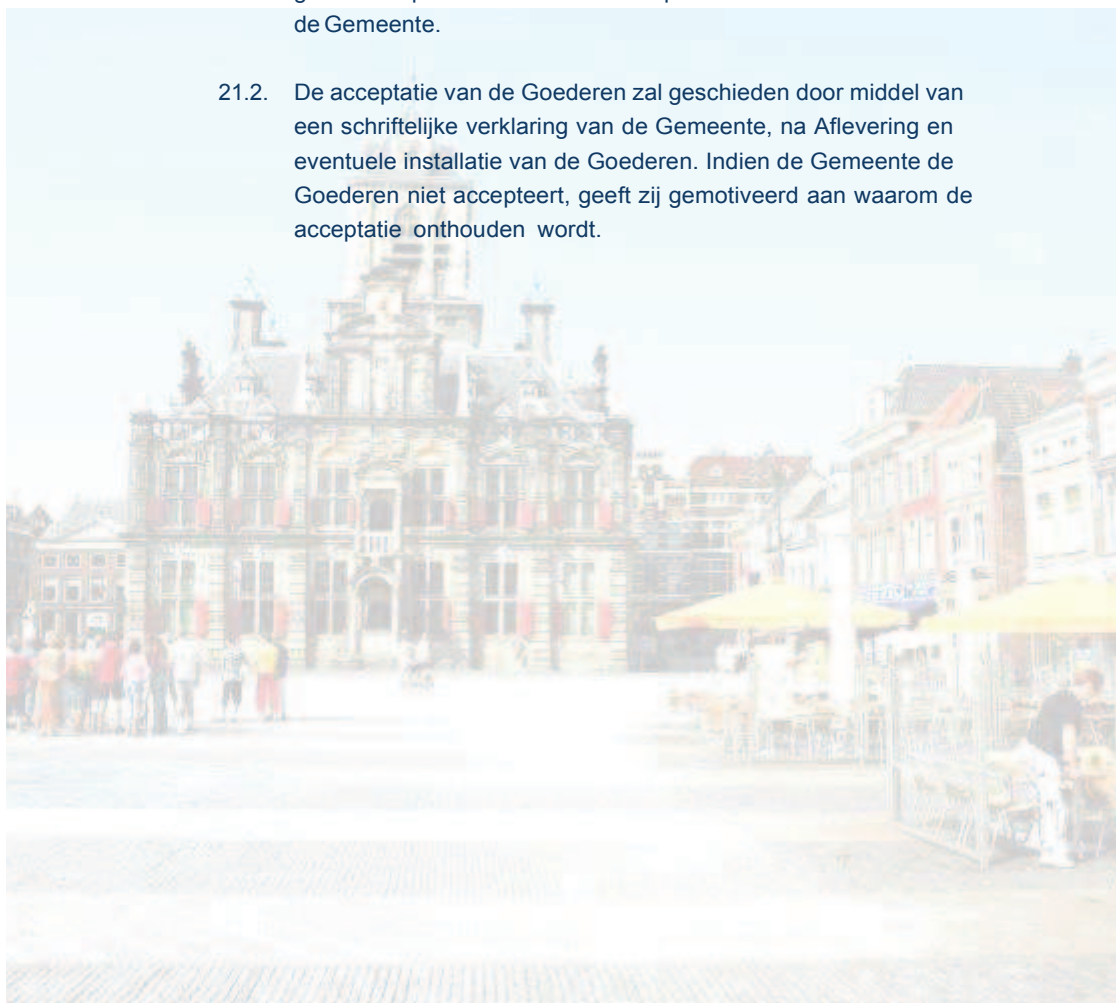 de Gemeente.
21.2. De acceptatie van de Goederen zal geschieden door middel van
een schriftelijke verklaring van de Gemeente, na Aflevering en
eventuele installatie van de Goederen. Indien de Gemeente de
Goederen niet accepteert, geeft zij gemotiveerd aan waarom de
acceptatie onthouden wordt.